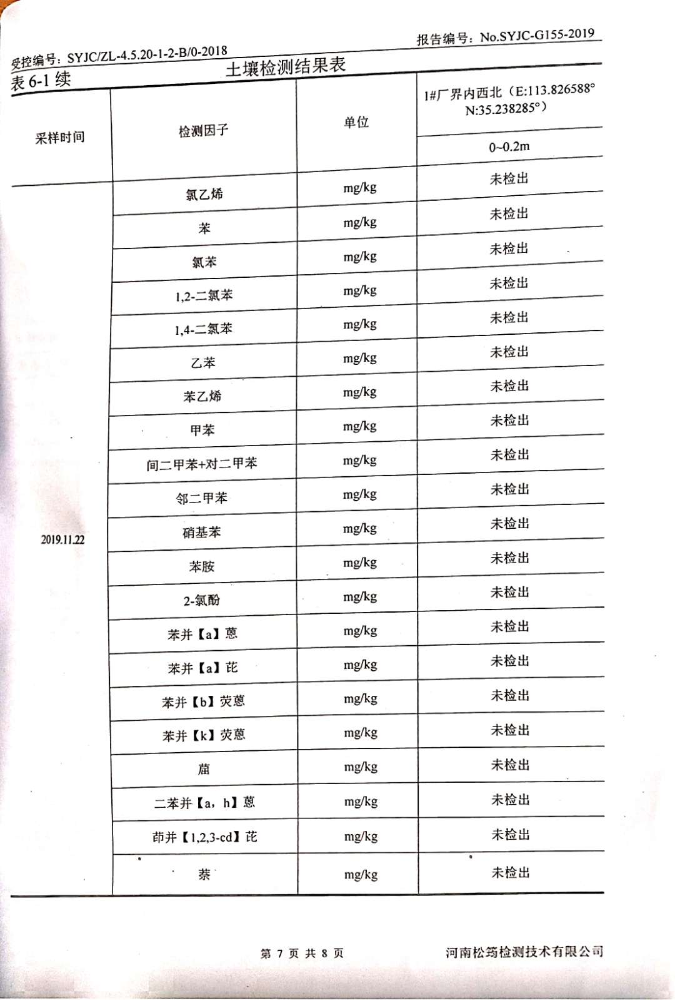 受控编号：SYJC/ZL-4.5.20-1-2-B/0-2018 报告编号：No.SYJC-G155-2019
表 6-1 续 土壤检测结果表
采样时间 检测因子 单位 1#厂界内西北（E:113.826588°
N:35.238285°）
0~0.2m
2019.11.22
氯乙烯 mg/kg 未检出
苯 mg/kg 未检出
氯苯 mg/kg 未检出
1,2-二氯苯 mg/kg 未检出
1,4-二氯苯 mg/kg 未检出
乙苯 mg/kg 未检出
苯乙烯 mg/kg 未检出
甲苯 mg/kg 未检出
间二甲苯+对二甲苯 mg/kg 未检出
邻二甲苯 mg/kg 未检出
硝基苯 mg/kg 未检出
苯胺 mg/kg 未检出
2-氯酚 mg/kg 未检出
苯并【a】蒽 mg/kg 未检出
苯并【a】芘 mg/kg 未检出
苯并【b】荧蒽 mg/kg 未检出
苯并【k】荧蒽 mg/kg 未检出
䓛 mg/kg 未检出
二苯并【a，h】蒽 mg/kg 未检出
茚并【1,2,3-cd】芘 mg/kg 未检出
萘 mg/kg 未检出
第 7 页 共 8 页 河南松筠检测技术有限公司